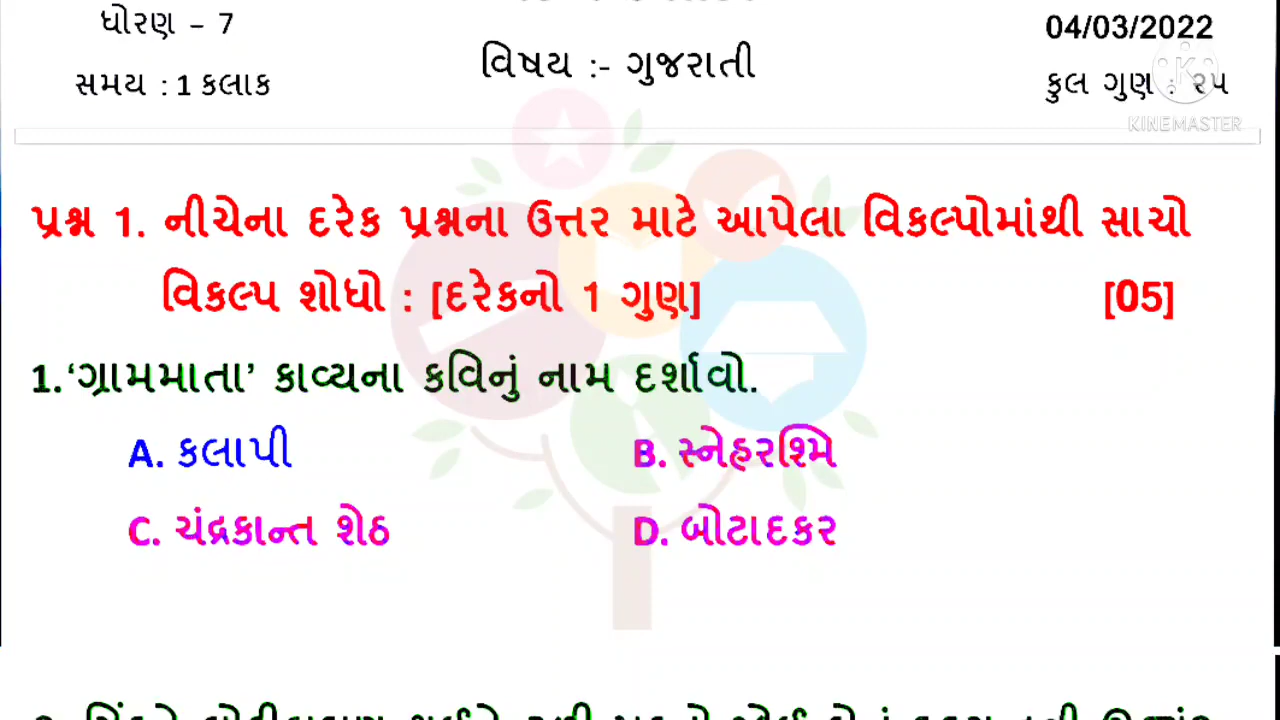 ધોરણ – 7
04/03/2022
વિષય :- ગુજરાતી
સમય : 1 કલાક
કુલ ગુણ : ૨૫
KINEMASTER
પ્રશ્ન 1. નીચેના દરેક પ્રશ્નના ઉત્તર માટે આપેલા વિકલ્પોમાંથી સાચો
વિકલ્પ શોધો : [દરેકનો 1 ગુણ] [05]
1.‘ગ્રામમાતા’ કાવ્યના કવિનું નામ દર્શાવો.
A. કલાપી B. સ્નેહરશ્મિ
C. ચંદ્રકાન્ત શેઠ D. બોટાદકર